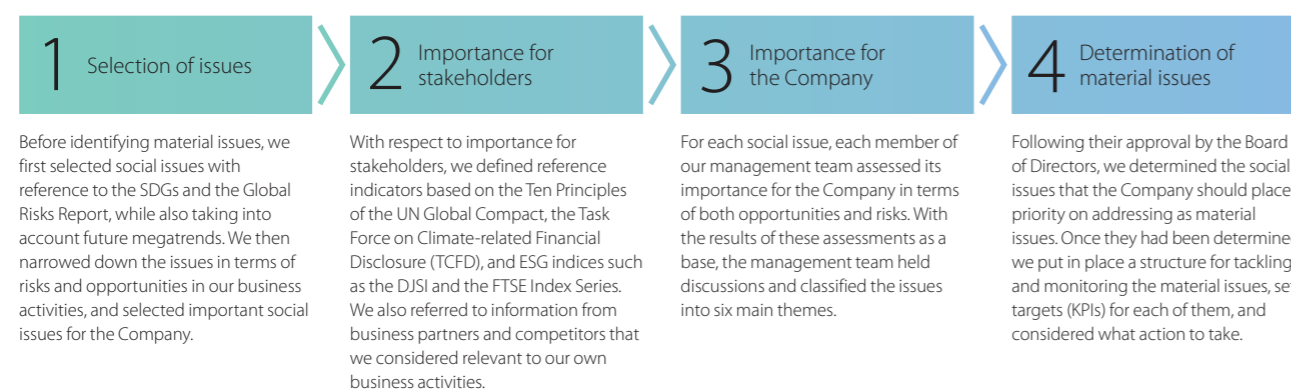 1 Selection of issues
Before identifying material issues, we
first selected social issues with
reference to the SDGs and the Global
Risks Report, while also taking into
account future megatrends. We then
narrowed down the issues in terms of
risks and opportunities in our business
activities, and selected important social
issues for the Company.
2 Importance for
stakeholders
With respect to importance for
stakeholders, we defined reference
indicators based on the Ten Principles
of the UN Global Compact, the Task
Force on Climate-related Financial
Disclosure (TCFD), and ESG indices such
as the DJSI and the FTSE Index Series.
We also referred to information from
business partners and competitors that
we considered relevant to our own
business activities.
3 Importance for
the Company
For each social issue, each member of
our management team assessed its
importance for the Company in terms
of both opportunities and risks. With
the results of these assessments as a
base, the management team held
discussions and classified the issues
into six main themes.
4 Determination of
material issues
Following their approval by the Board
of Directors, we determined the social
issues that the Company should place
priority on addressing as material
issues. Once they had been
we put in place a structure for tackling
and monitoring the material issues,
targets (KPIs) for each of them, and
considered what action to take.